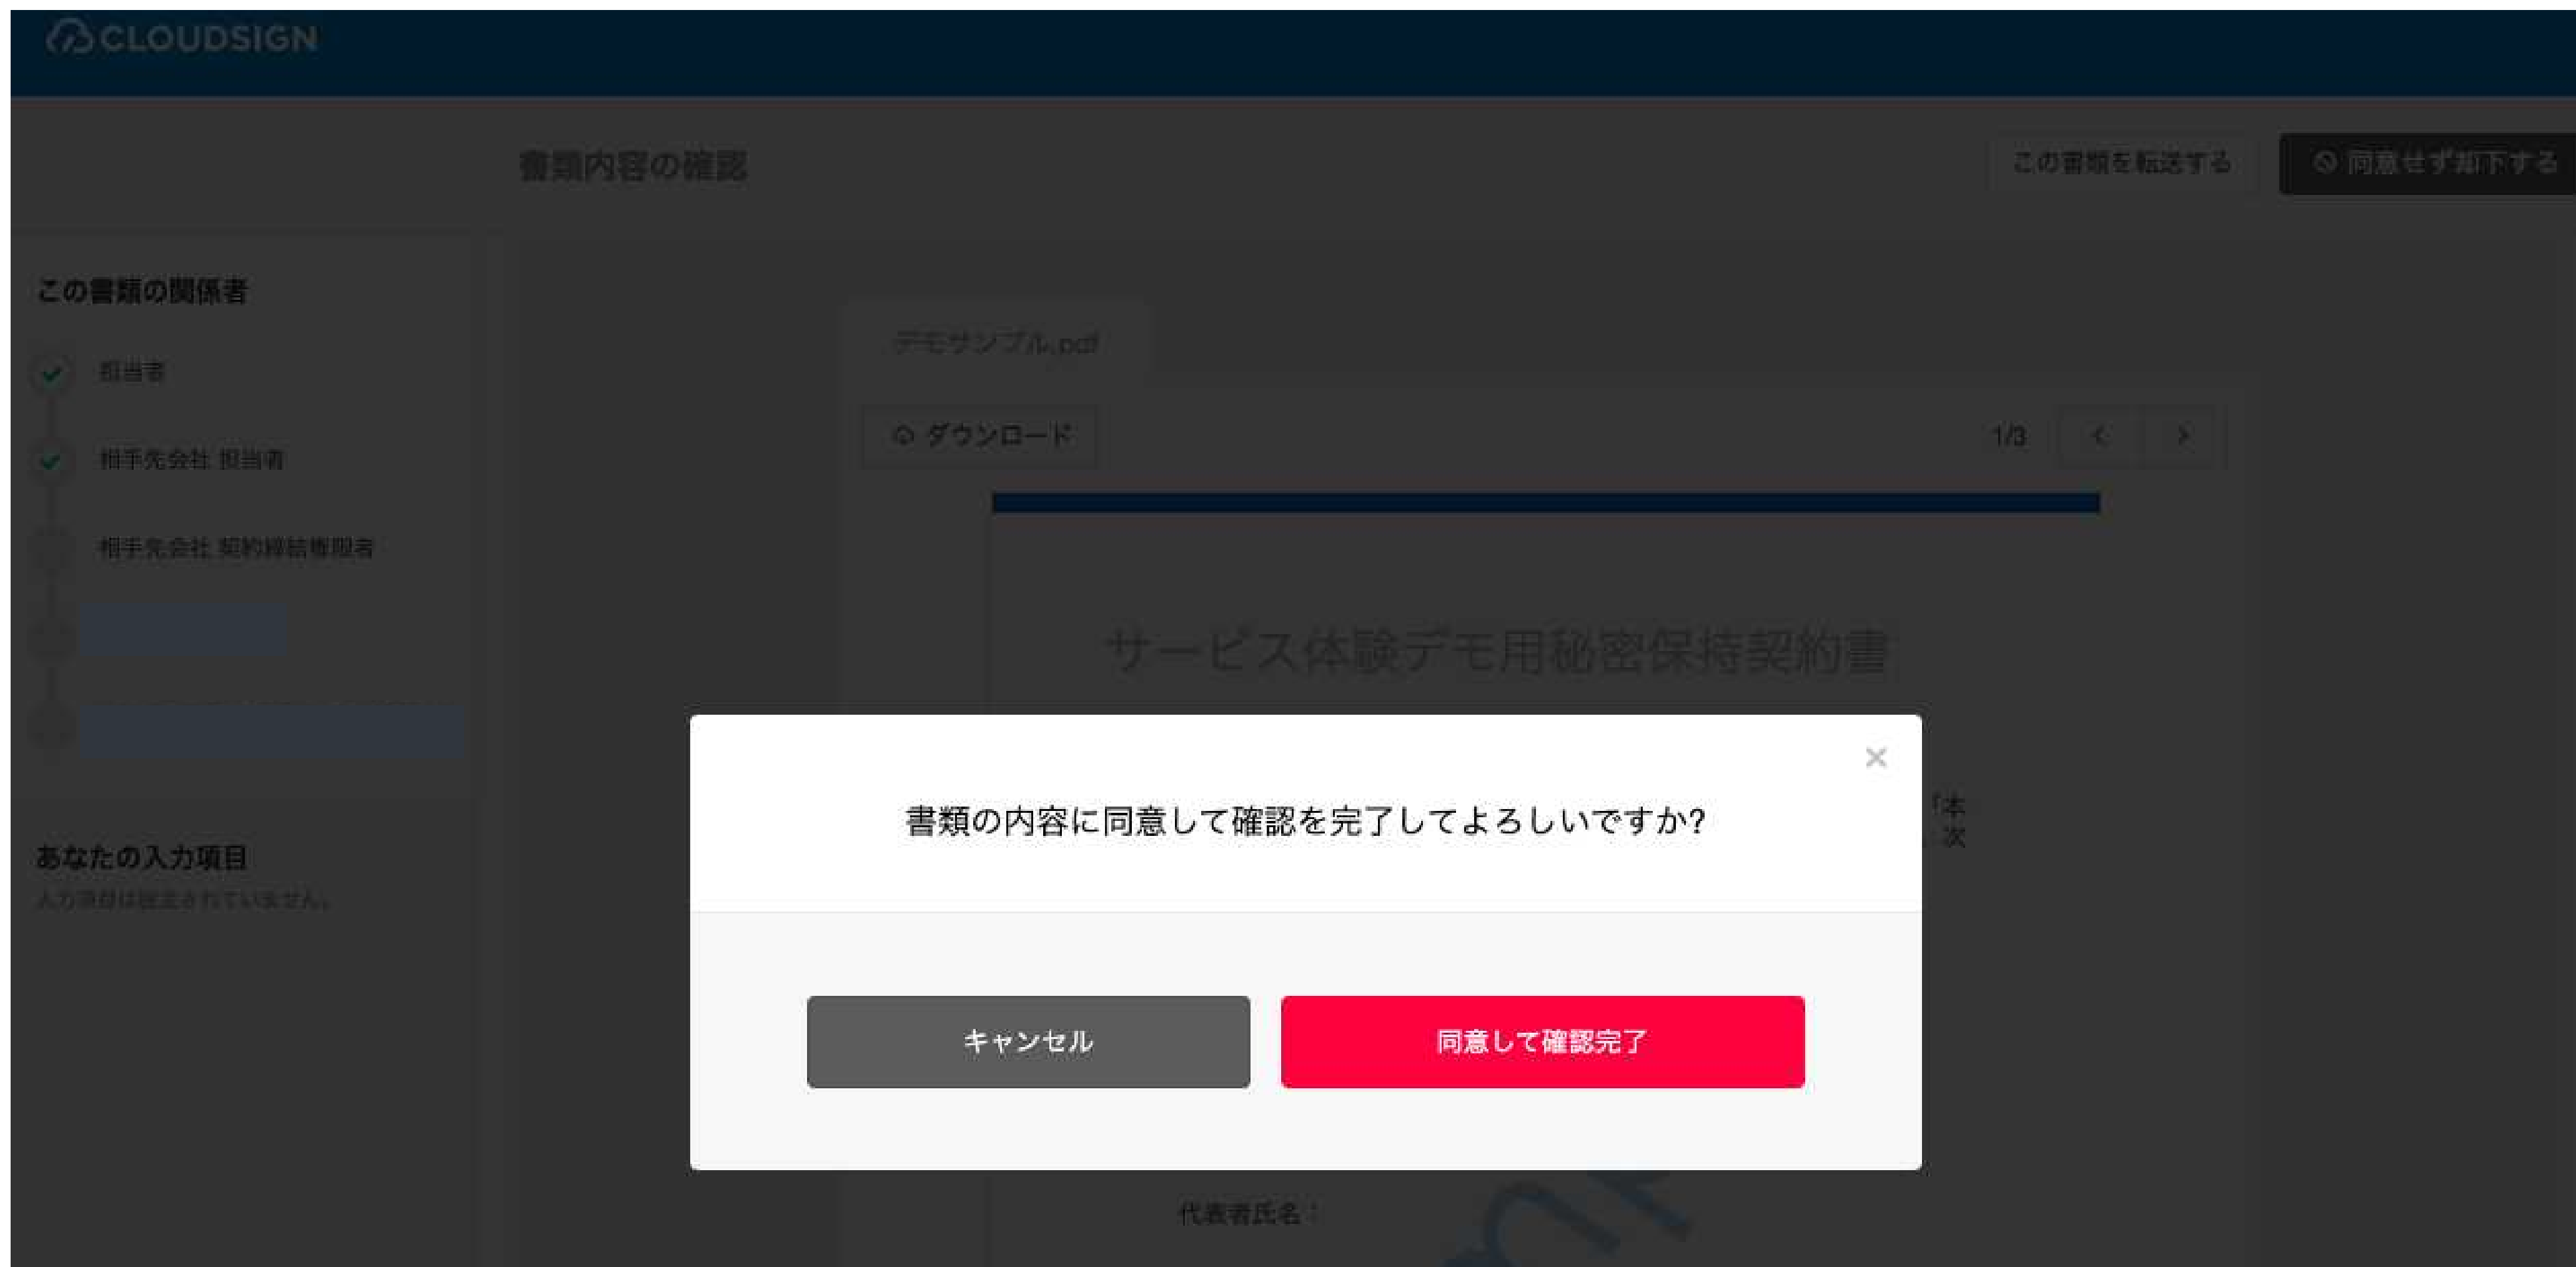 CLOUDSIGN
書類内容の確認
この書類を転送する
同意せず却下する
この書類の関係者
担当者
相手先会社 担当者
相手先会社 契約締結権限者
あなたの入力項目
入力項目は設定されていません。
デモサンプル.pdf
ダウンロード
1/3
サービス体験デモ用秘密保持契約書
「本
次
書類の内容に同意して確認を完了してよろしいですか?
キャンセル
同意して確認完了
代表者氏名：